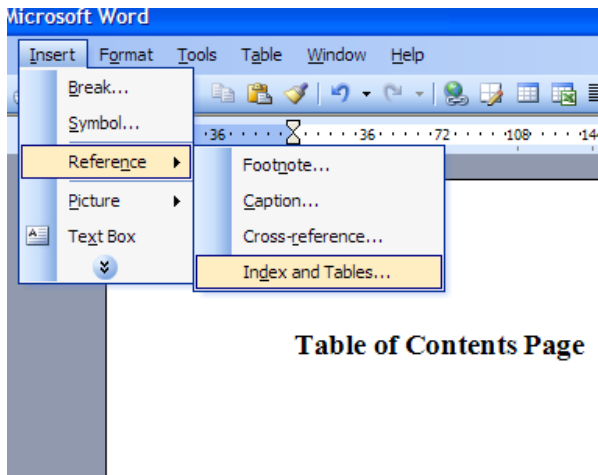 Microsoft Word
Insert Format Tools Table Window Help
Break...
Symbol...
·36· · · · · · · · · ·36· · · · ·72· · · · ·108· · · · ·14
Reference
Footnote...
Picture
Caption...
Text Box
Cross-reference...
Index and Tables...
Table of Contents Page